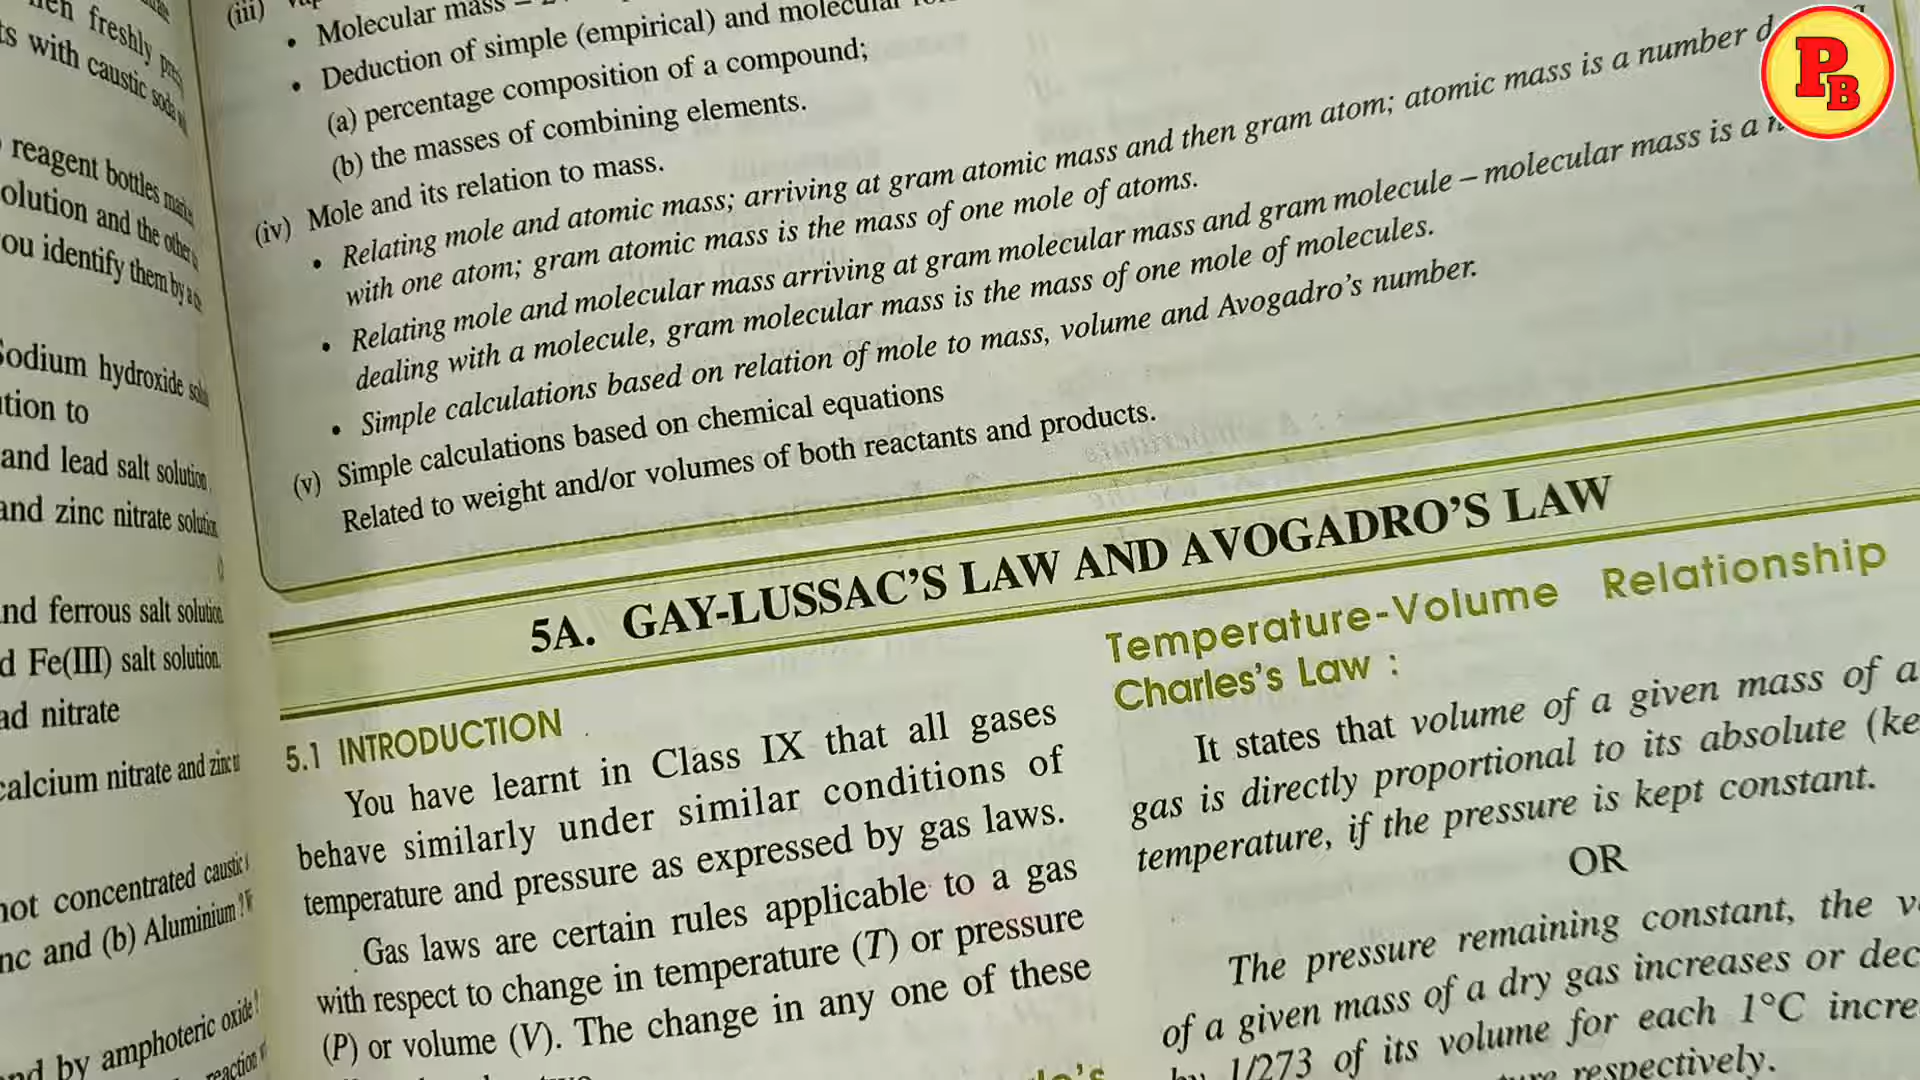 en freshly
ts with caustic soda
reagent bottles
olution and the other
ou identify them by a
Sodium hydroxide
tion to
and lead salt solution
and zinc nitrate solution
nd ferrous salt solution
d Fe(III) salt solution.
ad nitrate
calcium nitrate and zinc
not concentrated caustic
nc and (b) Aluminium ?
nd by amphoteric oxide ?
reaction
(iii)
• Molecular mass
• Deduction of simple (empirical) and molecular
(a) percentage composition of a compound;
(b) the masses of combining elements.
(iv) Mole and its relation to mass.
• Relating mole and atomic mass; arriving at gram atomic mass and then gram atom; atomic mass is a number d
with one atom; gram atomic mass is the mass of one mole of atoms.
• Relating mole and molecular mass arriving at gram molecular mass and gram molecule – molecular mass is a n
dealing with a molecule, gram molecular mass is the mass of one mole of molecules.
• Simple calculations based on relation of mole to mass, volume and Avogadro's number.
(v) Simple calculations based on chemical equations
Related to weight and/or volumes of both reactants and products.
5A. GAY-LUSSAC'S LAW AND AVOGADRO'S LAW
5.1 INTRODUCTION
You have learnt in Class IX that all gases
behave similarly under similar conditions of
temperature and pressure as expressed by gas laws.
Gas laws are certain rules applicable to a gas
with respect to change in temperature (T) or pressure
(P) or volume (V). The change in any one of these
Temperature-Volume Relationship
Charles's Law :
It states that volume of a given mass of a
gas is directly proportional to its absolute (ke
temperature, if the pressure is kept constant.
OR
The pressure remaining constant, the v
of a given mass of a dry gas increases or dec
by 1/273 of its volume for each 1°C incre
respectively.
PB